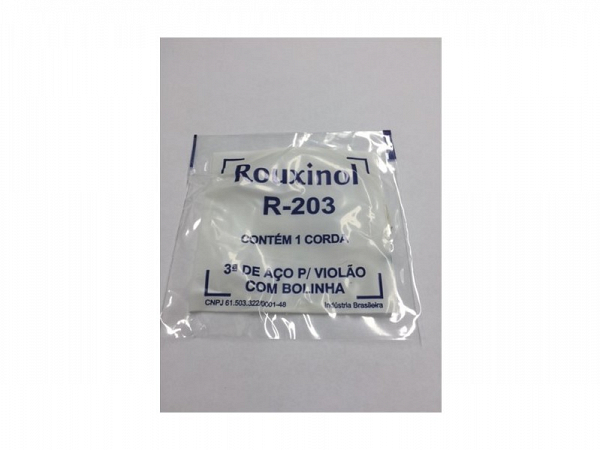 Rouxinol
R-203
CONTÉM 1 CORDA
3ª DE AÇO P/ VIOLÃO
COM BOLINHA
CNPJ 61.503.322/0001-48 Indústria Brasileira